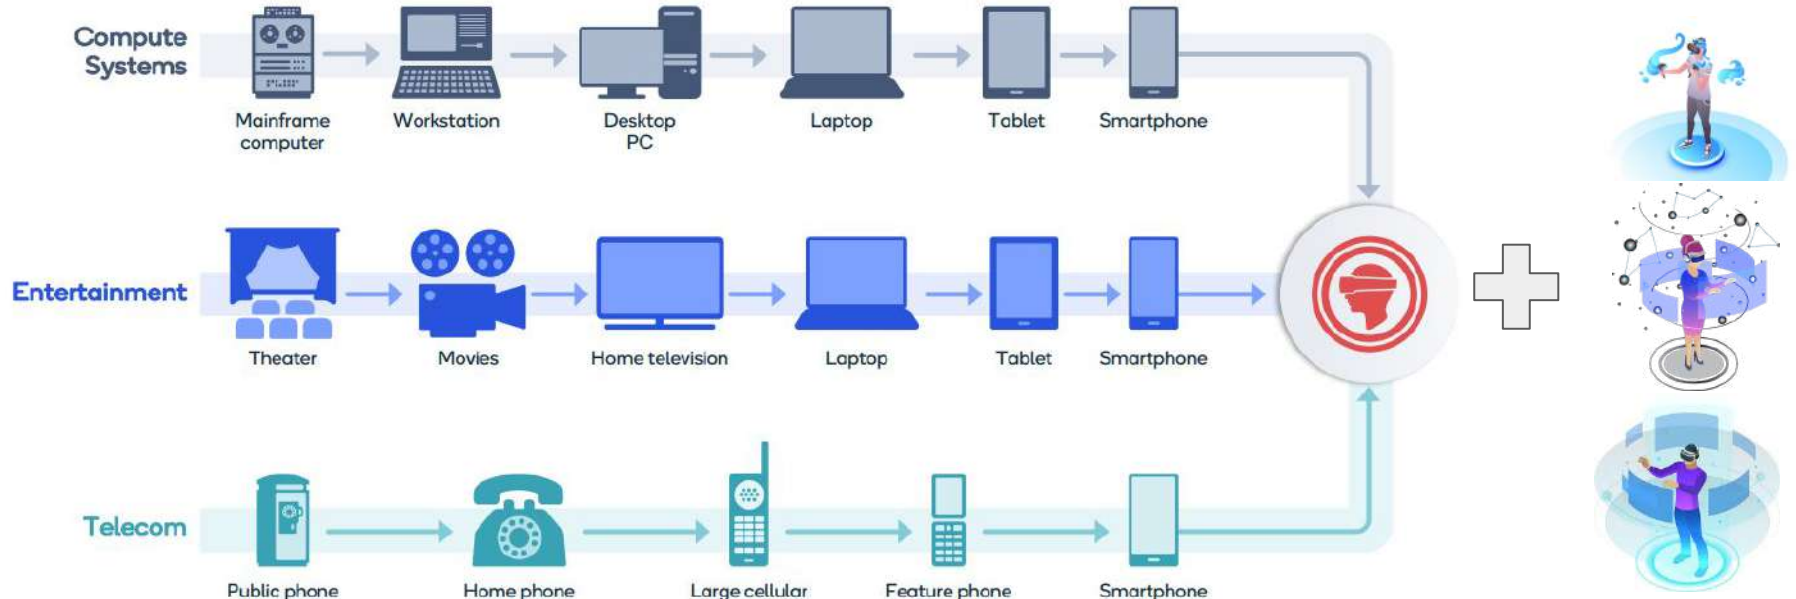 Compute
Systems
Mainframe
computer
Workstation
Desktop
PC
Laptop
Tablet
Smartphone
Entertainment
Theater
Movies
Home television
Laptop
Tablet
Smartphone
Telecom
Public phone
Home phone
Large cellular
Feature phone
Smartphone